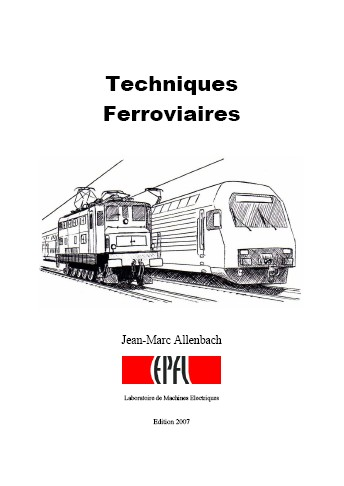 Techniques
Ferroviaires
Jean-Marc Allenbach
EPFL
Laboratoire de Machines Electriques
Edition 2007